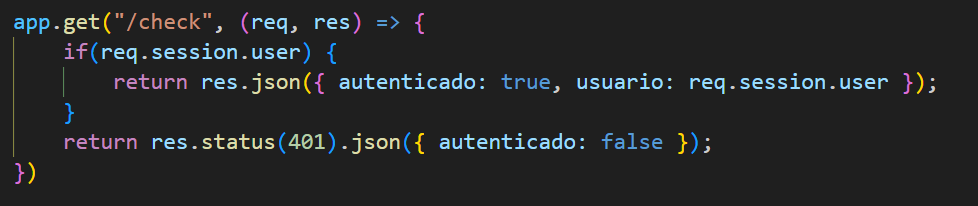 app.get("/check", (req, res) => {
    if(req.session.user) {
        return res.json({ autenticado: true, usuario: req.session.user });
    }
    return res.status(401).json({ autenticado: false });
})